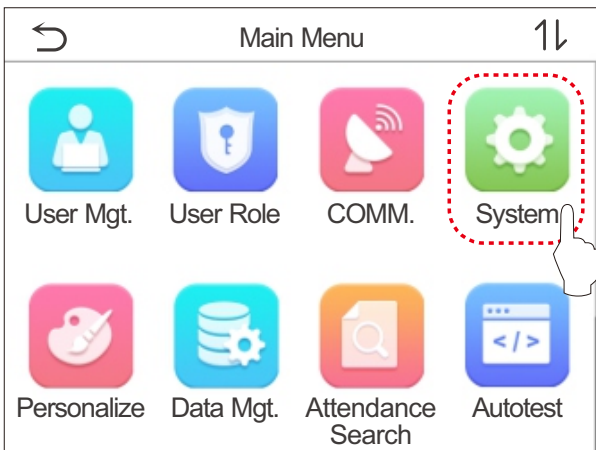 Main Menu
User Mgt.
User Role
COMM.
System
Personalize
Data Mgt.
Attendance
Search
Autotest